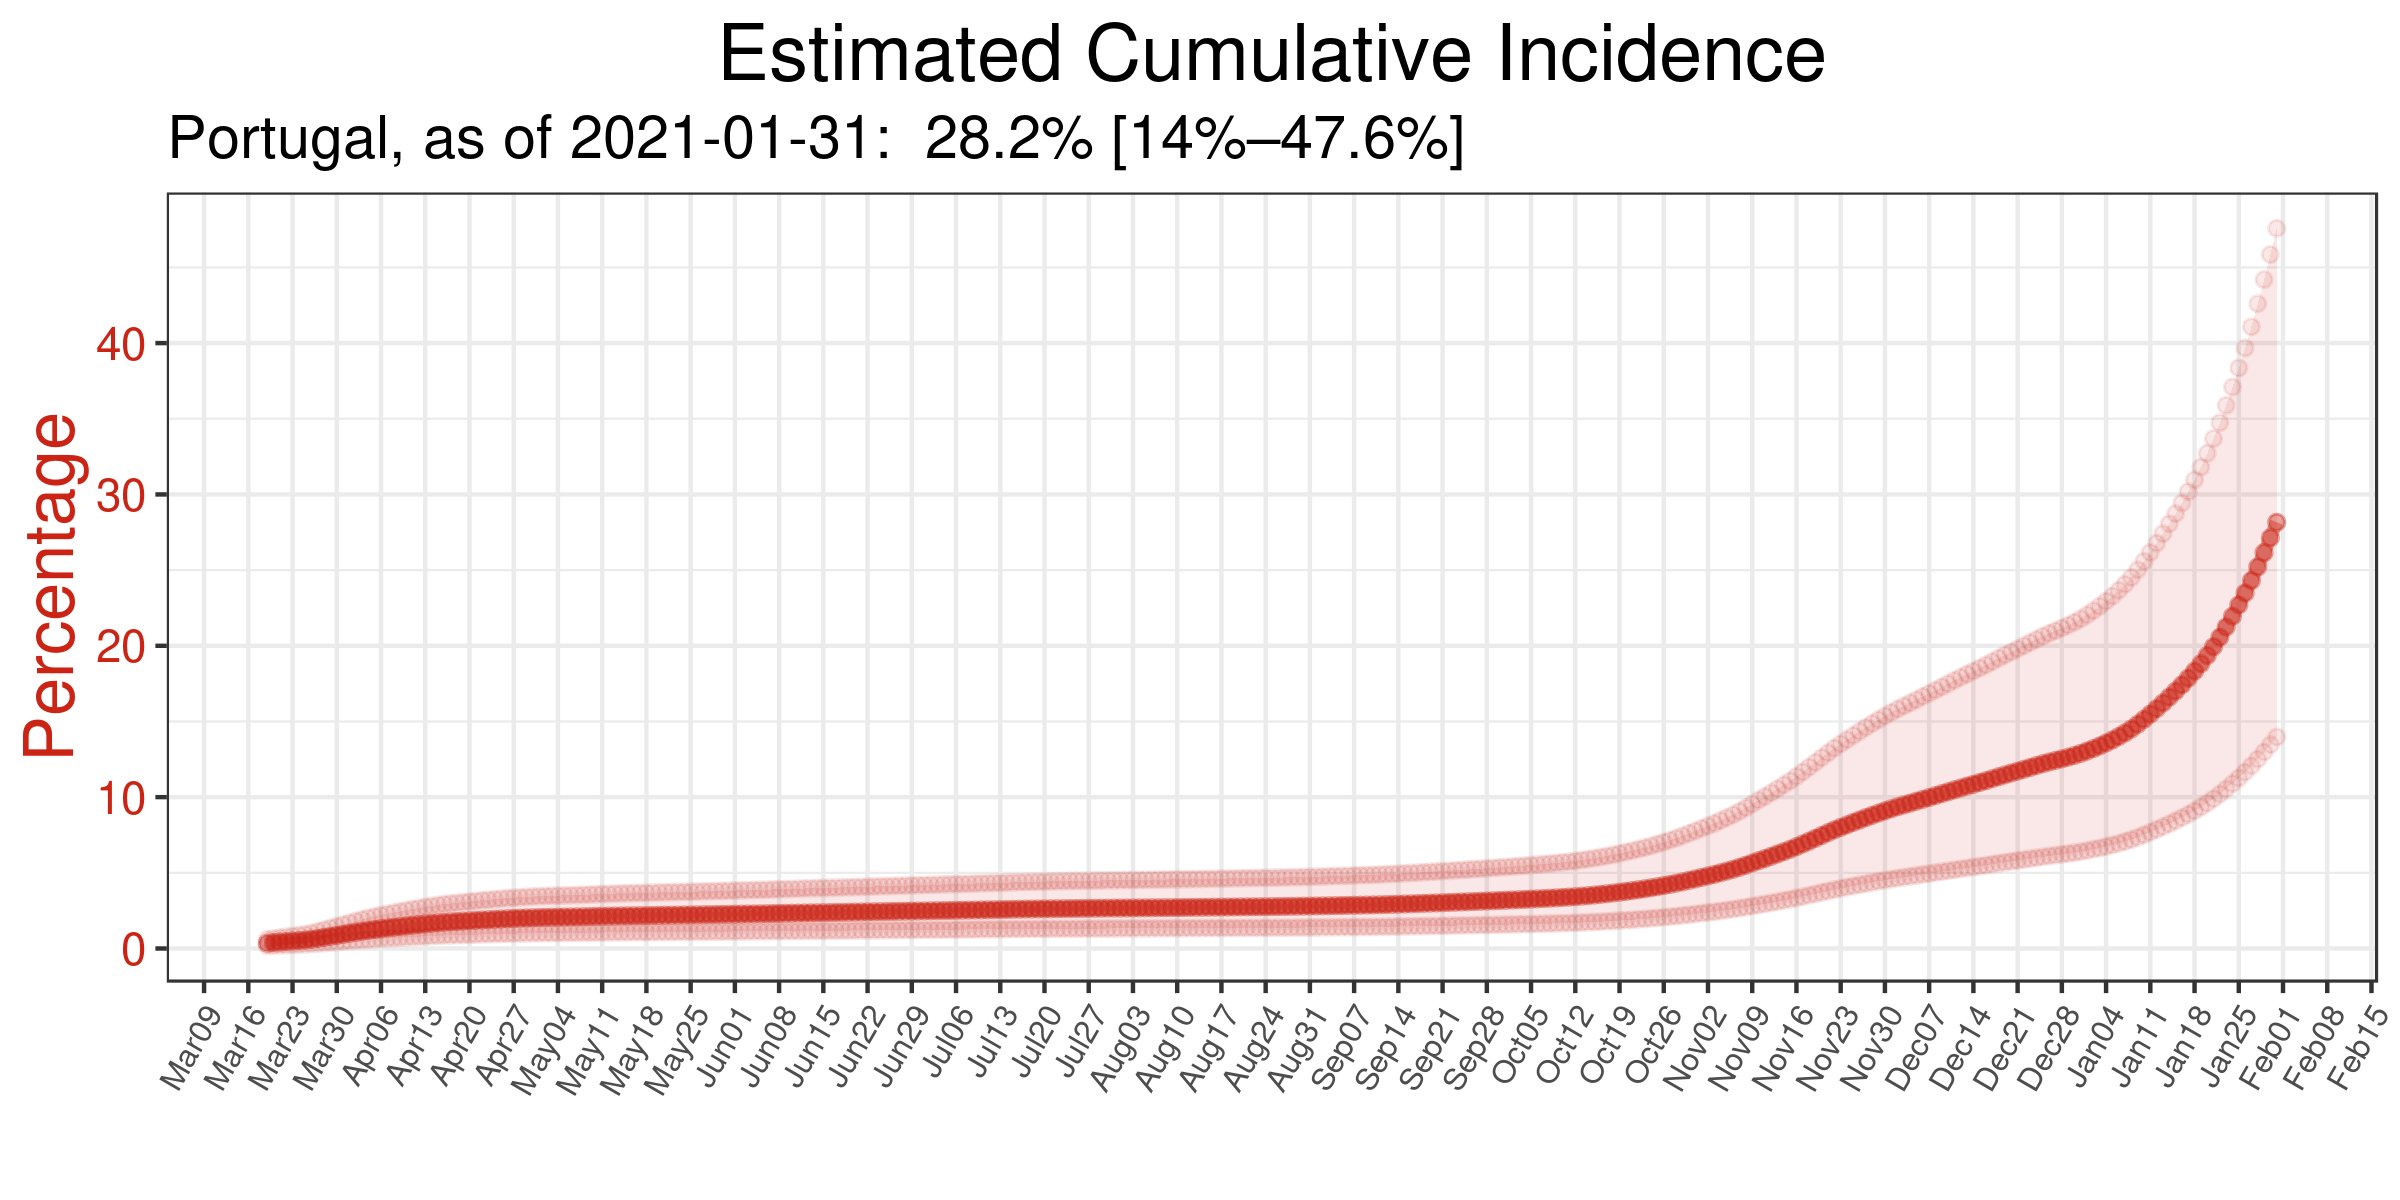 Estimated Cumulative Incidence
Portugal, as of 2021-01-31:  28.2% [14%–47.6%]
Percentage
40
30
20
10
0
Mar09
Mar16
Mar23
Mar30
Apr06
Apr13
Apr20
Apr27
May04
May11
May18
May25
Jun01
Jun08
Jun15
Jun22
Jun29
Jul06
Jul13
Jul20
Jul27
Aug03
Aug10
Aug17
Aug24
Aug31
Sep07
Sep14
Sep21
Sep28
Oct05
Oct12
Oct19
Oct26
Nov02
Nov09
Nov16
Nov23
Nov30
Dec07
Dec14
Dec21
Dec28
Jan04
Jan11
Jan18
Jan25
Feb01
Feb08
Feb15